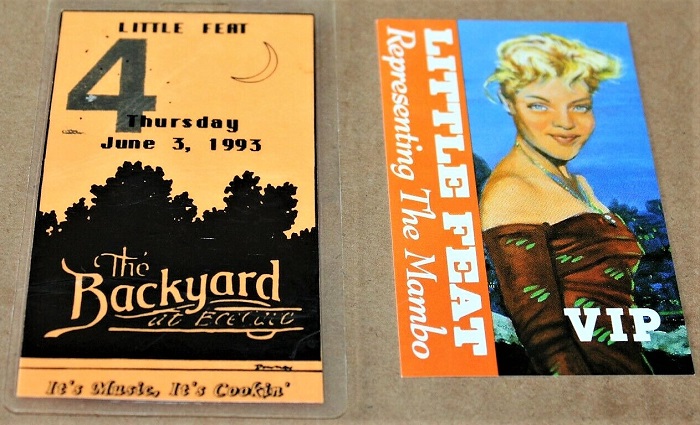 LITTLE FEAT
4
Thursday
June 3, 1993
The
Backyard
at
It's Music, It's Cookin'
LITTLE FEAT
Representing The Mambo
VIP